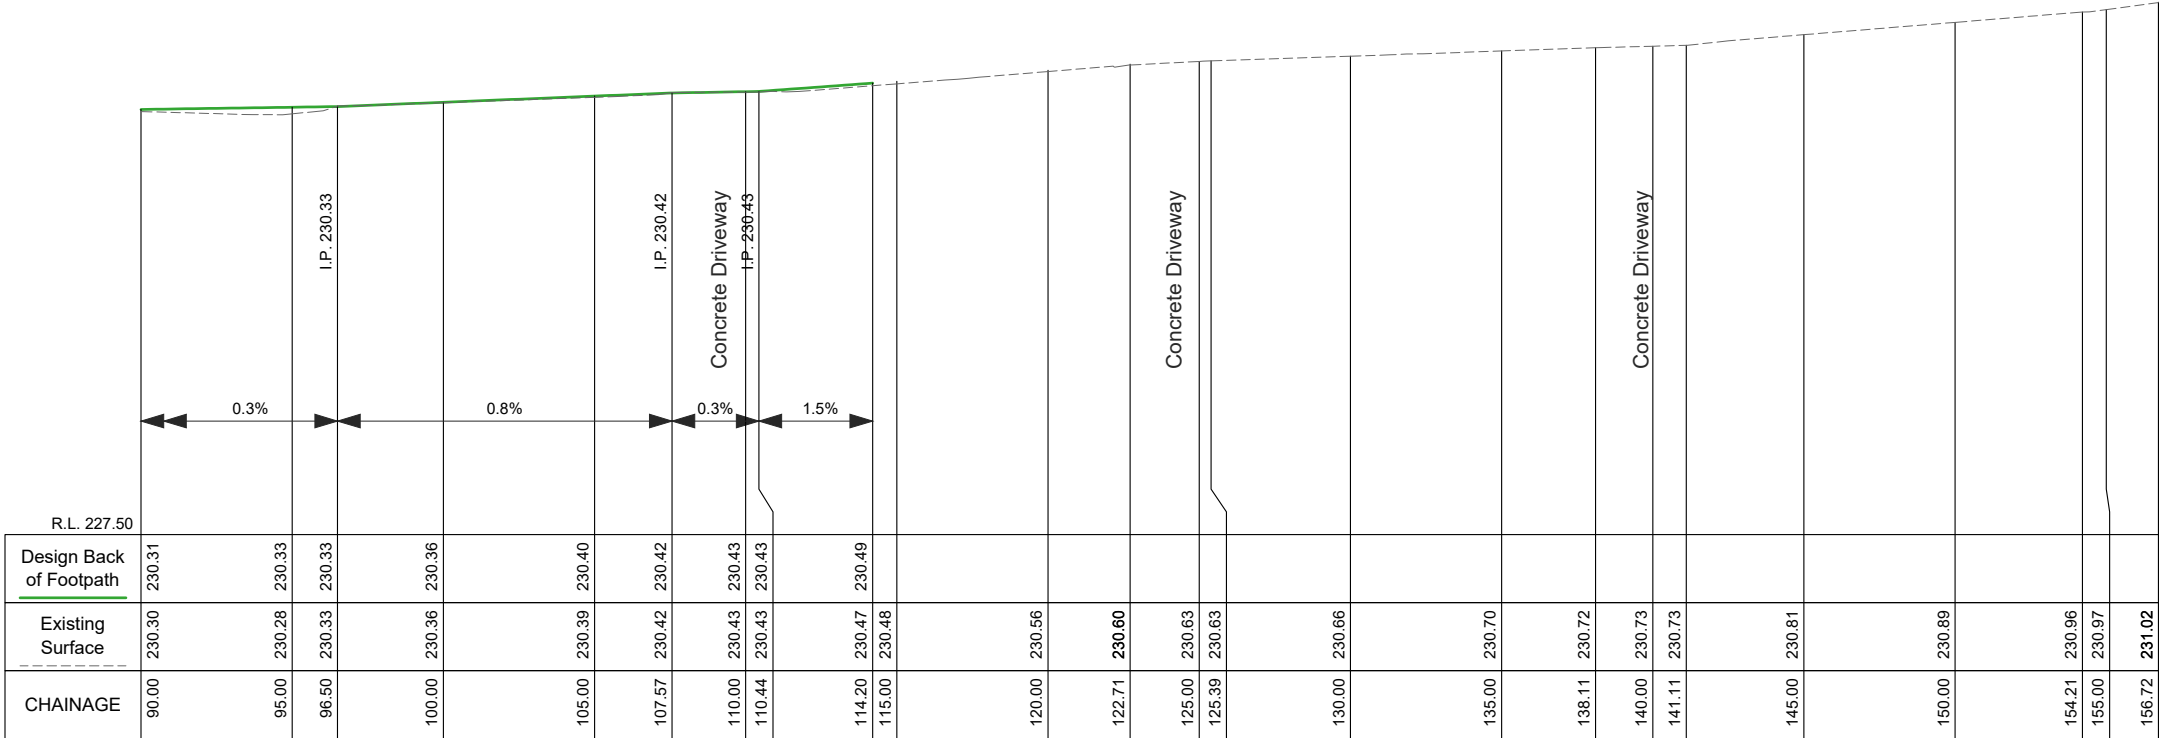 I.P. 230.33
I.P. 230.42
Concrete Driveway
I.P. 230.43
Concrete Driveway
Concrete Driveway
0.3%
0.8%
0.3%
1.5%
R.L. 227.50
Design Back
of Footpath
230.31 230.33 230.33 230.36 230.40 230.42 230.43 230.43 230.49
Existing
Surface
230.30 230.28 230.33 230.36 230.39 230.42 230.43 230.43 230.47 230.48 230.56 230.60 230.63 230.63 230.66 230.70 230.72 230.73 230.73 230.81 230.89 230.96 230.97 231.02
CHAINAGE
90.00 95.00 96.50 100.00 105.00 107.57 110.00 110.44 114.20 115.00 120.00 122.71 125.00 125.39 130.00 135.00 138.11 140.00 141.11 145.00 150.00 154.21 155.00 156.72